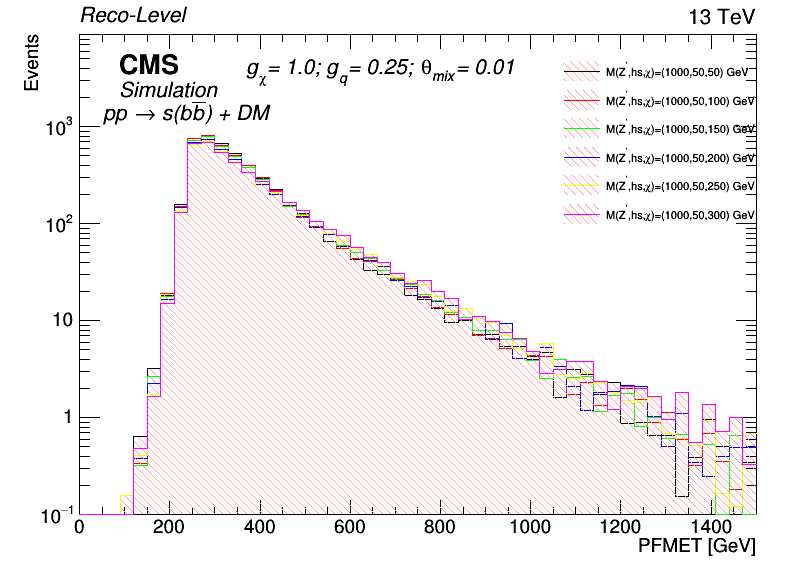 Reco-Level 13 TeV
Events
CMS
Simulation
pp → s(bb̅) + DM
gχ = 1.0; gq = 0.25; θmix = 0.01
M(Z',hs,χ)=(1000,50,50) GeV
M(Z',hs,χ)=(1000,50,100) GeV
M(Z',hs,χ)=(1000,50,150) GeV
M(Z',hs,χ)=(1000,50,200) GeV
M(Z',hs,χ)=(1000,50,250) GeV
M(Z',hs,χ)=(1000,50,300) GeV
10³
10²
10
1
10⁻¹
0 200 400 600 800 1000 1200 1400
PFMET [GeV]